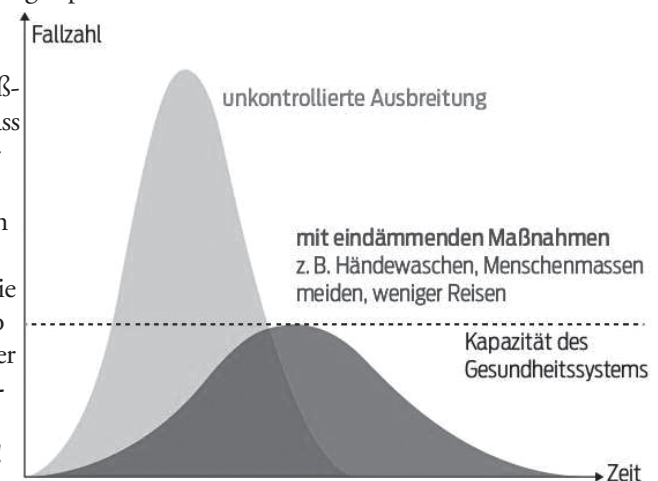 Fallzahl
unkontrollierte Ausbreitung
mit eindämmenden Maßnahmen
z. B. Händewaschen, Menschenmassen
meiden, weniger Reisen
Kapazität des
Gesundheitssystems
Zeit